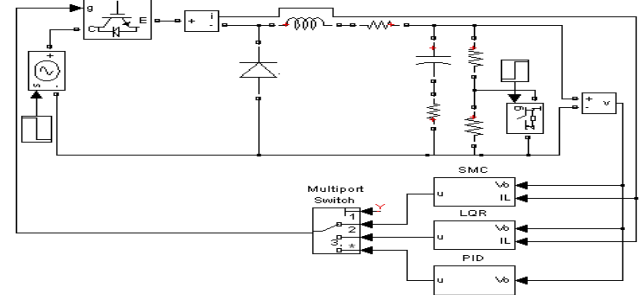 g
C
E
+
-
i
+
s
-
g
+
-
v
SMC
Vo
u
IL
Multiport
Switch
1
2
3
*
LQR
Vo
u
IL
PID
u
Vo